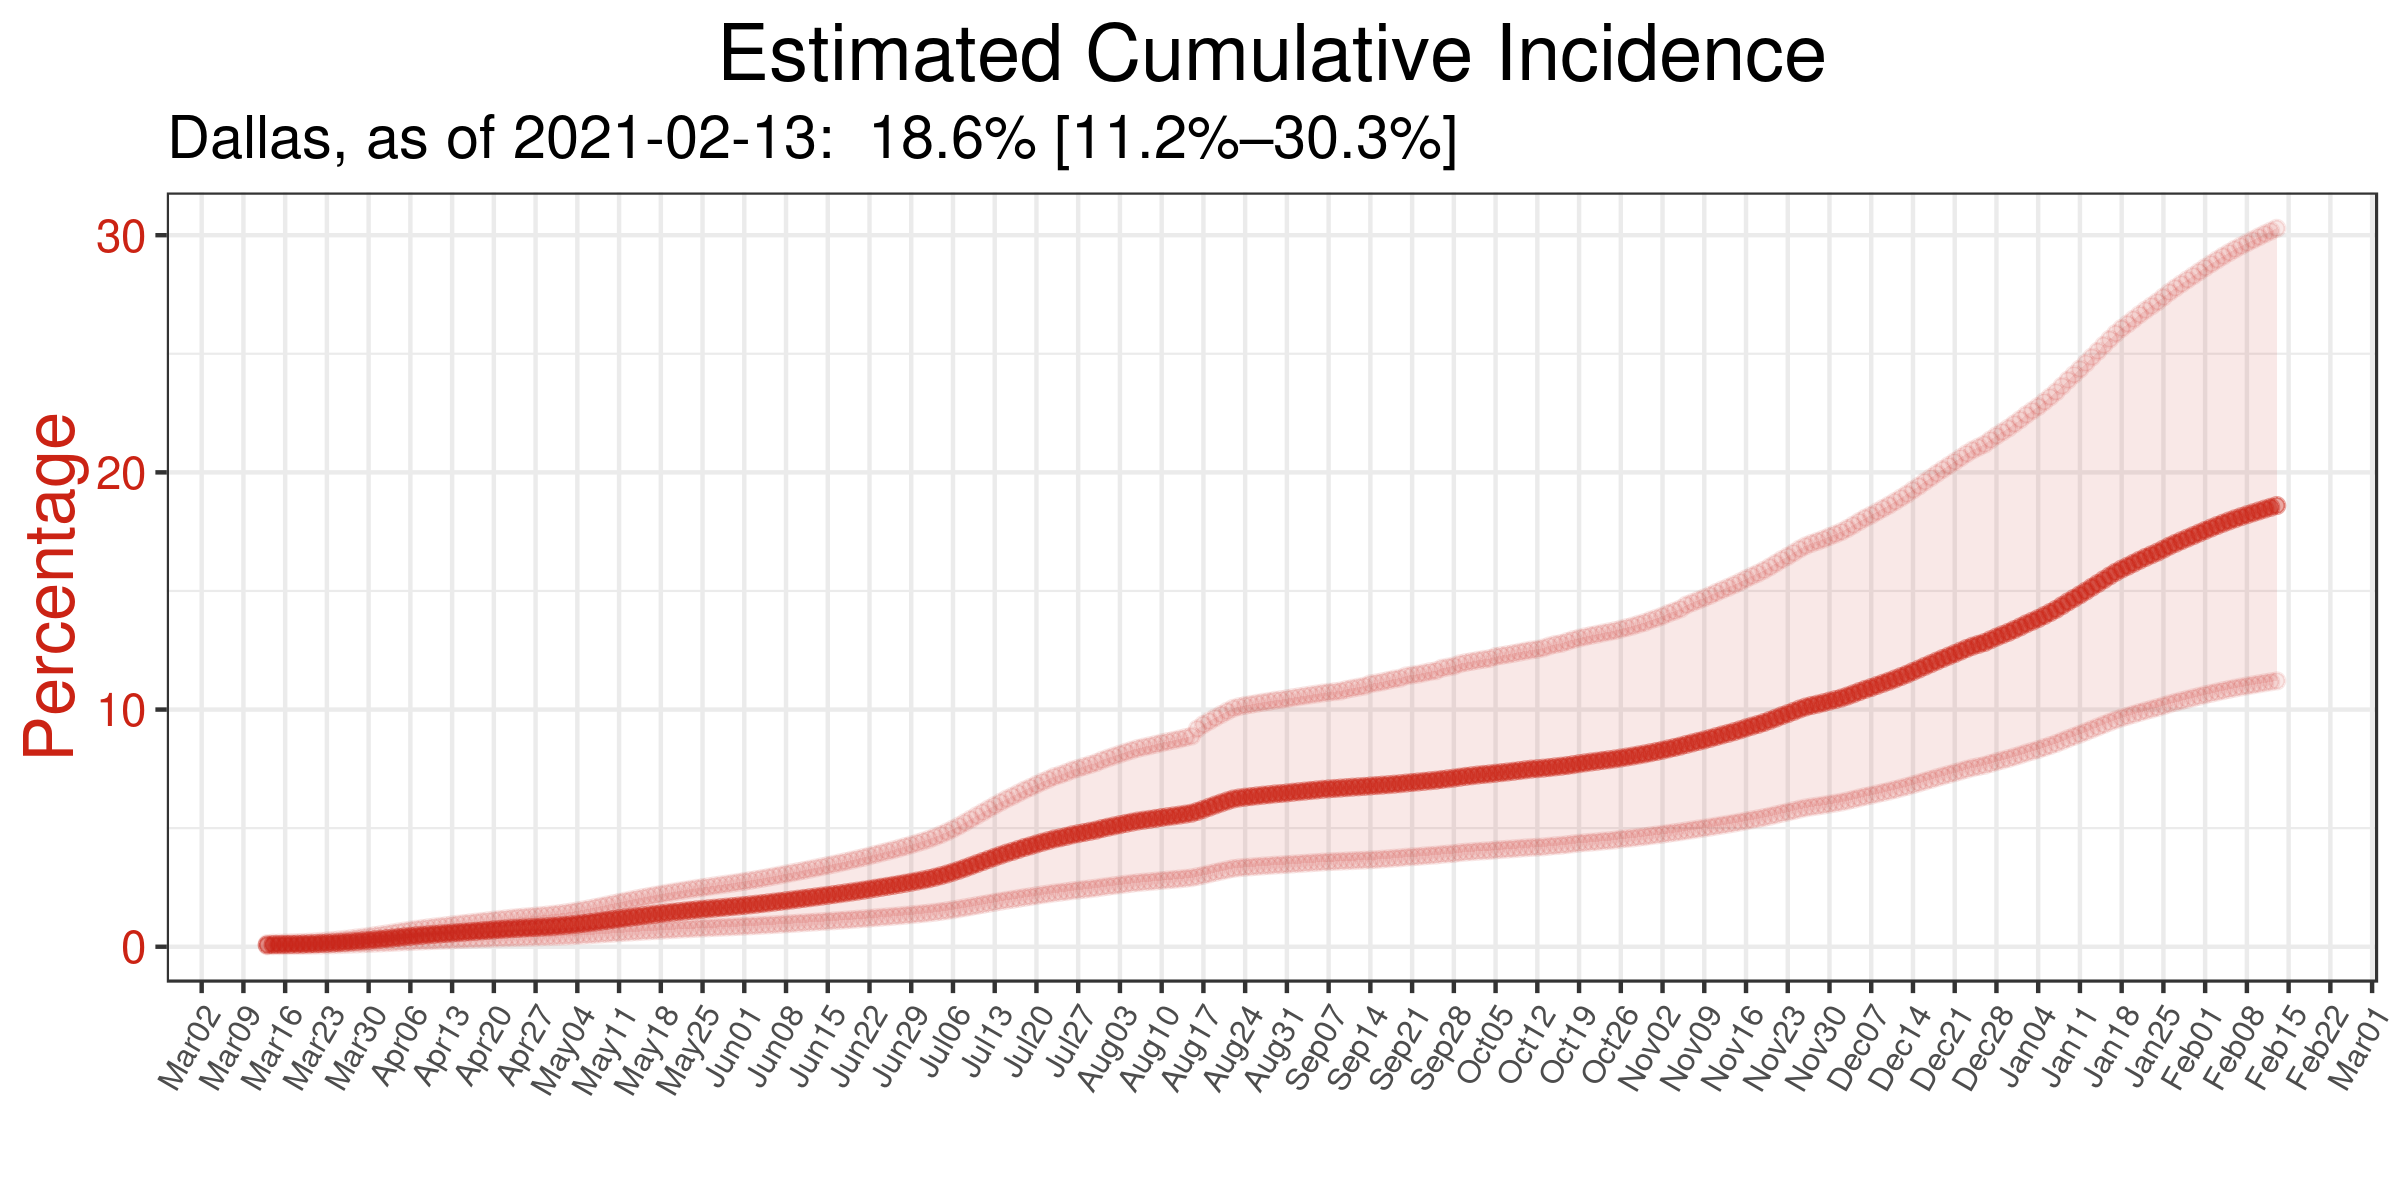 Estimated Cumulative Incidence
Dallas, as of 2021-02-13:  18.6% [11.2%–30.3%]
Percentage
30
20
10
0
Mar02 Mar09 Mar16 Mar23 Mar30 Apr06 Apr13 Apr20 Apr27 May04 May11 May18 May25 Jun01 Jun08 Jun15 Jun22 Jun29 Jul06 Jul13 Jul20 Jul27 Aug03 Aug10 Aug17 Aug24 Aug31 Sep07 Sep14 Sep21 Sep28 Oct05 Oct12 Oct19 Oct26 Nov02 Nov09 Nov16 Nov23 Nov30 Dec07 Dec14 Dec21 Dec28 Jan04 Jan11 Jan18 Jan25 Feb01 Feb08 Feb15 Feb22 Mar01